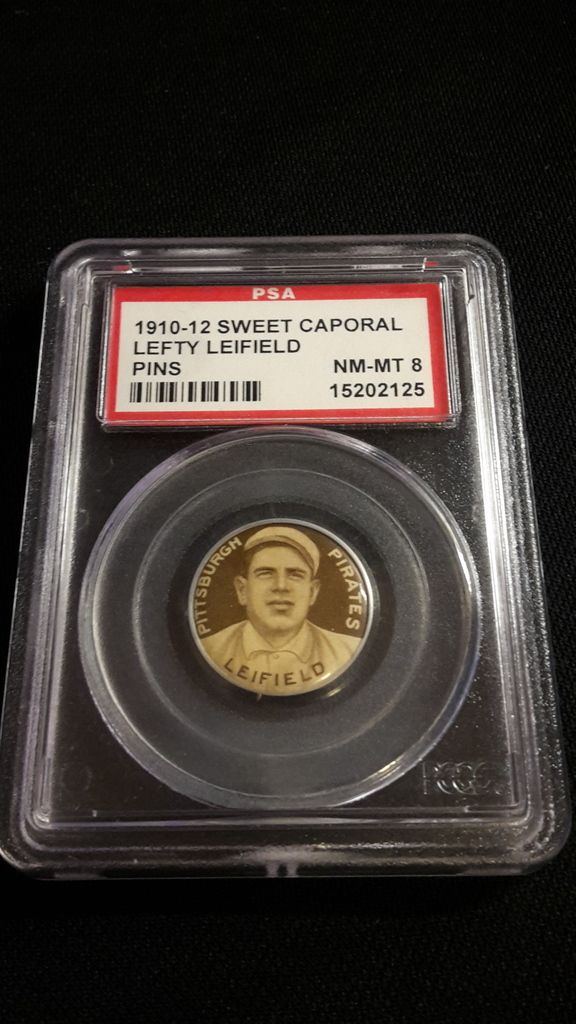 PSA
1910-12 SWEET CAPORAL
LEFTY LEIFIELD
PINS NM-MT 8
15202125
PITTSBURGH PIRATES
LEIFIELD